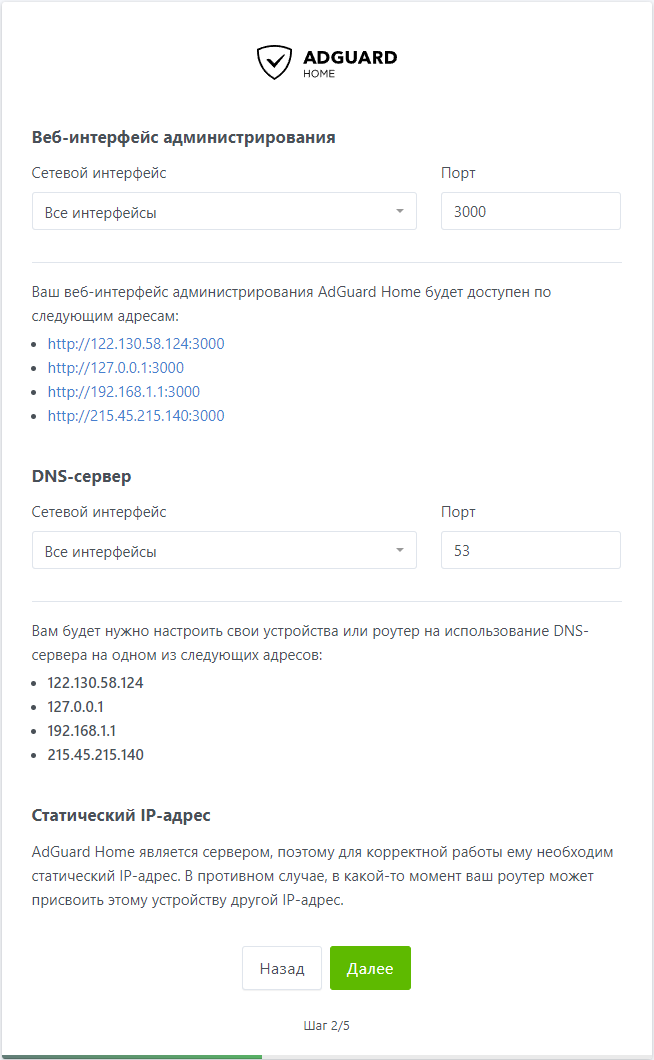 ADGUARD
HOME
Веб-интерфейс администрирования
Сетевой интерфейс
Порт
Все интерфейсы
3000
Ваш веб-интерфейс администрирования AdGuard Home будет доступен по
следующим адресам:
http://122.130.58.124:3000
http://127.0.0.1:3000
http://192.168.1.1:3000
http://215.45.215.140:3000
DNS-сервер
Сетевой интерфейс
Порт
Все интерфейсы
53
Вам будет нужно настроить свои устройства или роутер на использование DNS-
сервера на одном из следующих адресов:
122.130.58.124
127.0.0.1
192.168.1.1
215.45.215.140
Статический IP-адрес
AdGuard Home является сервером, поэтому для корректной работы ему необходим
статический IP-адрес. В противном случае, в какой-то момент ваш роутер может
присвоить этому устройству другой IP-адрес.
Назад
Далее
Шаг 2/5